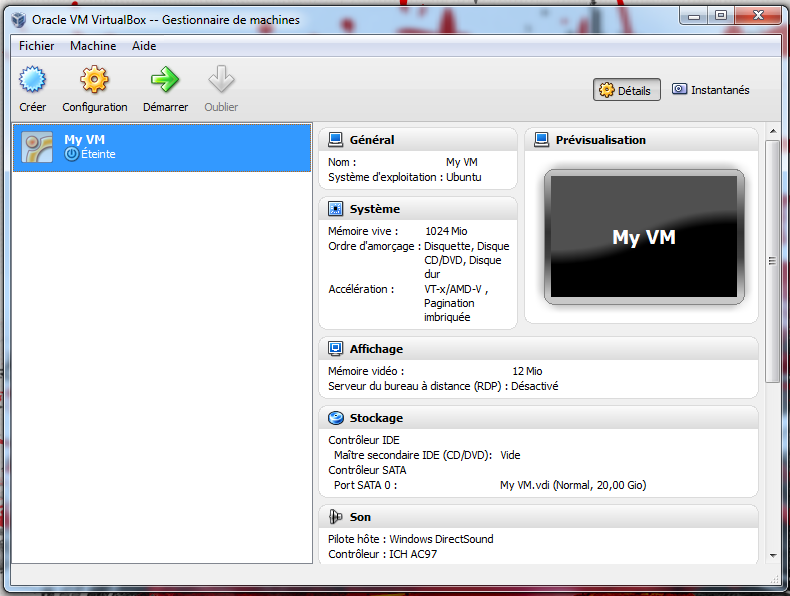 Oracle VM VirtualBox -- Gestionnaire de machines
Fichier Machine Aide
Créer Configuration Démarrer Oublier Détails Instantanés
My VM
Éteinte
Général
Nom : My VM
Système d'exploitation : Ubuntu
Système
Mémoire vive : 1024 Mio
Ordre d'amorçage : Disquette, Disque
CD/DVD, Disque
dur
Accélération : VT-x/AMD-V ,
Pagination
imbriquée
Prévisualisation
My VM
Affichage
Mémoire vidéo : 12 Mio
Serveur du bureau à distance (RDP) : Désactivé
Stockage
Contrôleur IDE
Maître secondaire IDE (CD/DVD): Vide
Contrôleur SATA
Port SATA 0 : My VM.vdi (Normal, 20,00 Gio)
Son
Pilote hôte : Windows DirectSound
Contrôleur : ICH AC97